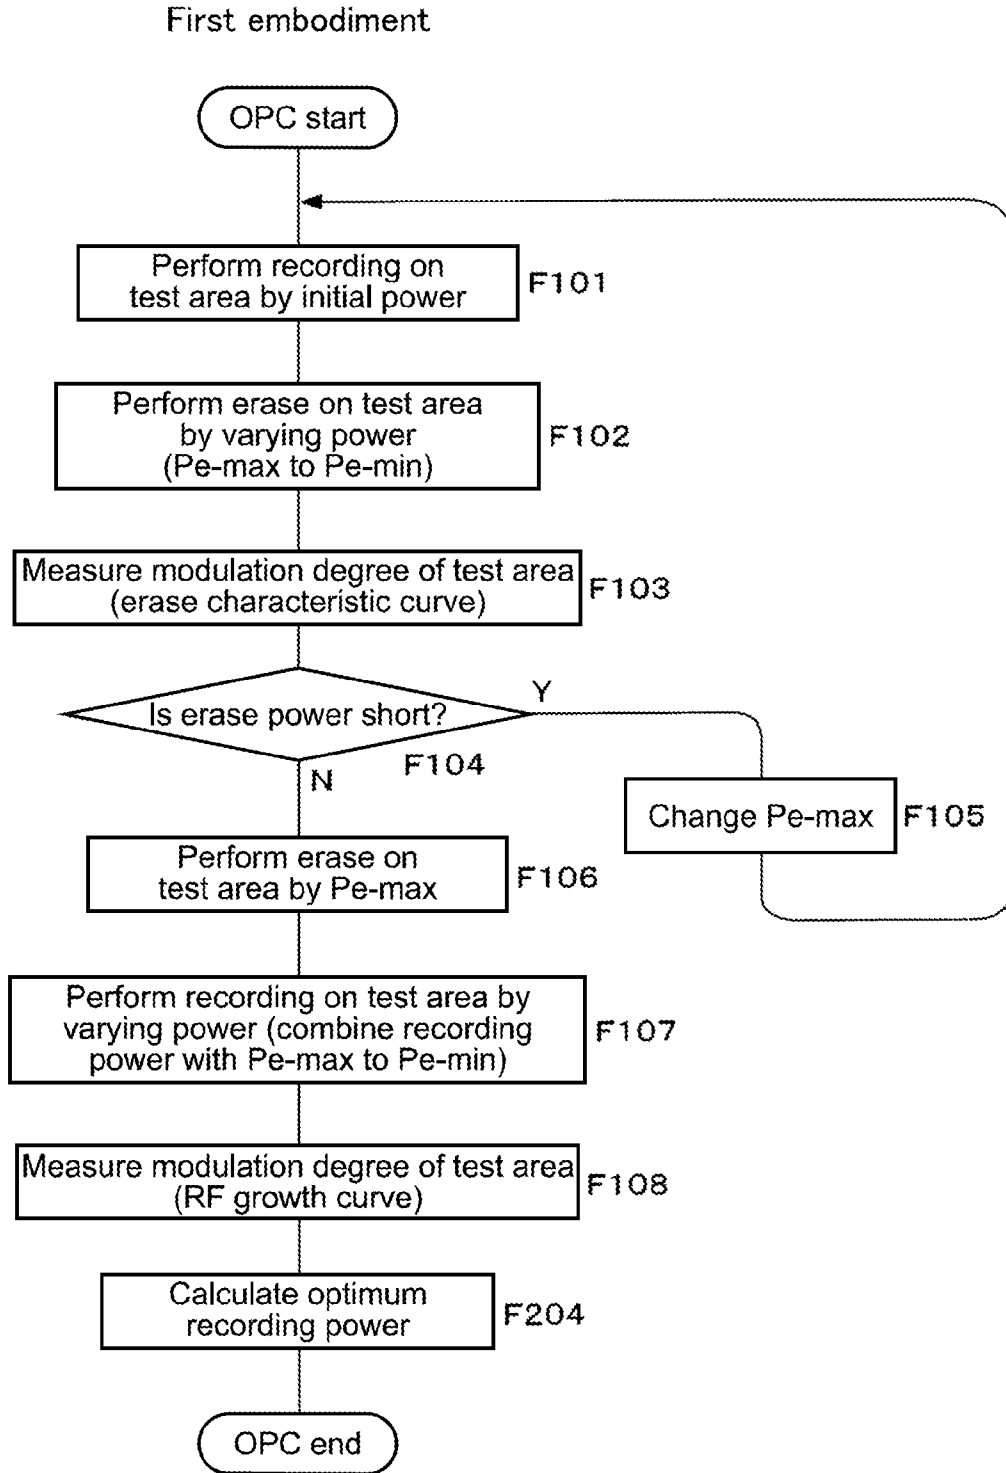 First embodiment
OPC start
Perform recording on
test area by initial power
F101
Perform erase on test area
by varying power
(Pe-max to Pe-min)
F102
Measure modulation degree of test area
(erase characteristic curve)
F103
Is erase power short?
Y
F104
N
Change Pe-max
F105
Perform erase on
test area by Pe-max
F106
Perform recording on test area by
varying power (combine recording
power with Pe-max to Pe-min)
F107
Measure modulation degree of test area
(RF growth curve)
F108
Calculate optimum
recording power
F204
OPC end